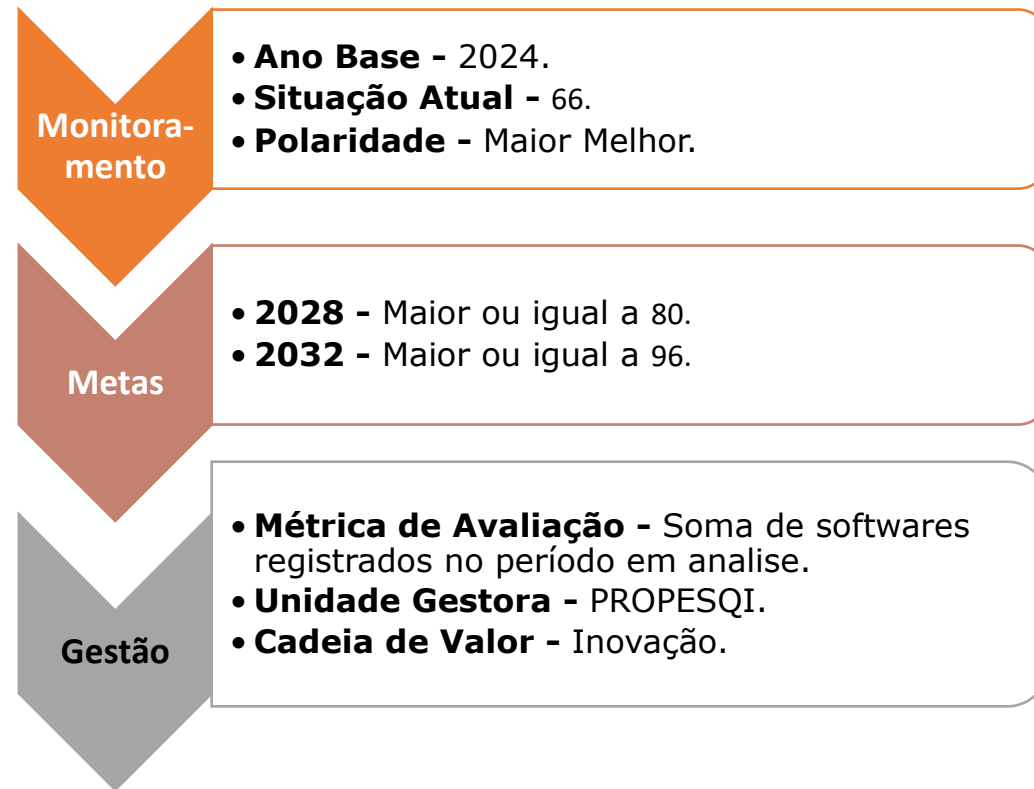 Monitora-
mento
• Ano Base - 2024.
• Situação Atual - 66.
• Polaridade - Maior Melhor.
Metas
• 2028 - Maior ou igual a 80.
• 2032 - Maior ou igual a 96.
Gestão
• Métrica de Avaliação - Soma de softwares
registrados no período em analise.
• Unidade Gestora - PROPESQI.
• Cadeia de Valor - Inovação.